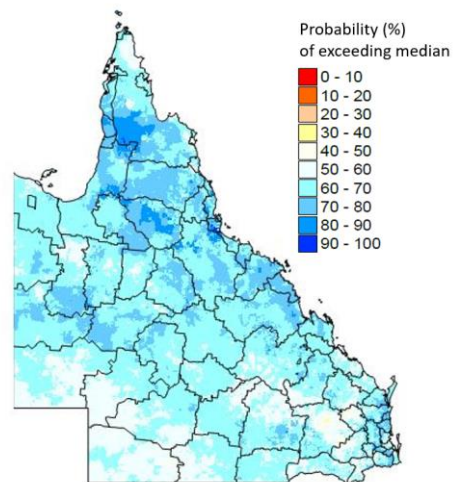 Probability (%)
of exceeding median
0 - 10
10 - 20
20 - 30
30 - 40
40 - 50
50 - 60
60 - 70
70 - 80
80 - 90
90 - 100